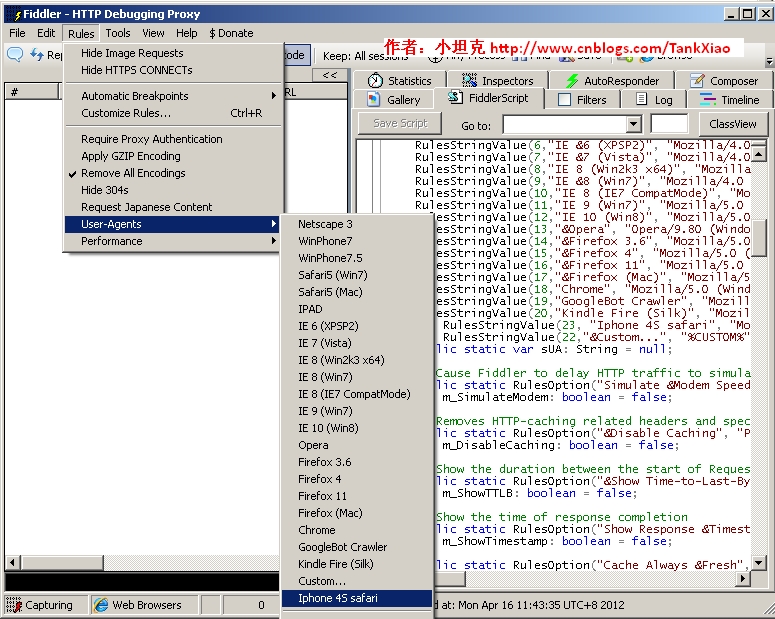 Fiddler - HTTP Debugging Proxy
File Edit Rules Tools View Help $ Donate
作者：小坦克 http://www.cnblogs.com/TankXiao
Keep: All sessions
Hide Image Requests
Hide HTTPS CONNECTs
Automatic Breakpoints
Customize Rules... Ctrl+R
Require Proxy Authentication
Apply GZIP Encoding
Remove All Encodings
Hide 304s
Request Japanese Content
User-Agents
Performance
<<
#
Netscape 3
WinPhone7
WinPhone7.5
Safari5 (Win7)
Safari5 (Mac)
IPAD
IE 6 (XPSP2)
IE 7 (Vista)
IE 8 (Win2k3 x64)
IE 8 (Win7)
IE 8 (IE7 CompatMode)
IE 9 (Win7)
IE 10 (Win8)
Opera
Firefox 3.6
Firefox 4
Firefox 11
Firefox (Mac)
Chrome
GoogleBot Crawler
Kindle Fire (Silk)
Custom...
Iphone 4S safari
Statistics Inspectors AutoResponder Composer
Gallery FiddlerScript Filters Log Timeline
Save Script Go to: ClassView
RulesStringValue(6,"IE &6 (XPSP2)", "Mozilla/4.0
RulesStringValue(7,"IE &7 (Vista)", "Mozilla/4.0
RulesStringValue(8,"IE 8 (Win2k3 x64)", "Mozilla
RulesStringValue(9,"IE &8 (Win7)", "Mozilla/4.0
RulesStringValue(10,"IE 8 (IE7 CompatMode)", "Mo
RulesStringValue(11,"IE 9 (Win7)", "Mozilla/5.0
RulesStringValue(12,"IE 10 (Win8)", "Mozilla/5.0
esStringValue(13,"&Opera", "Opera/9.80 (Windo
esStringValue(14,"&Firefox 3.6", "Mozilla/5.0
esStringValue(15,"&Firefox 4", "Mozilla/5.0 (
esStringValue(16,"&Firefox 11", "Mozilla/5.0
esStringValue(17,"&Firefox (Mac)", "Mozilla/5
esStringValue(18,"Chrome", "Mozilla/5.0 (Wind
esStringValue(19,"GoogleBot Crawler", "Mozill
esStringValue(20,"Kindle Fire (Silk)", "Mozil
RulesStringValue(23, "Iphone 4S safari", "Mo
RulesStringValue(22,"&Custom...", "%CUSTOM%"
lic static var sUA: String = null;
Cause Fiddler to delay HTTP traffic to simula
lic static RulesOption("Simulate &Modem Speed
m_SimulateModem: boolean = false;
Removes HTTP-caching related headers and spec
lic static RulesOption("&Disable Caching", "P
m_DisableCaching: boolean = false;
Show the duration between the start of Reques
lic static RulesOption("&Show Time-to-Last-By
m_ShowTTLB: boolean = false;
Show the time of response completion
lic static RulesOption("Show Response &Timest
m_ShowTimestamp: boolean = false;
lic static RulesOption("Cache Always &Fresh",
Capturing Web Browsers 0
d at: Mon Apr 16 11:43:35 UTC+8 2012